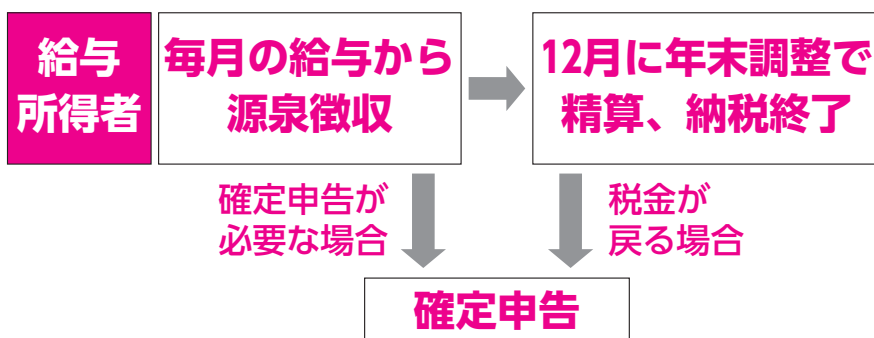 給与
所得者
毎月の給与から
源泉徴収
12月に年末調整で
精算、納税終了
確定申告が
必要な場合
税金が
戻る場合
確定申告